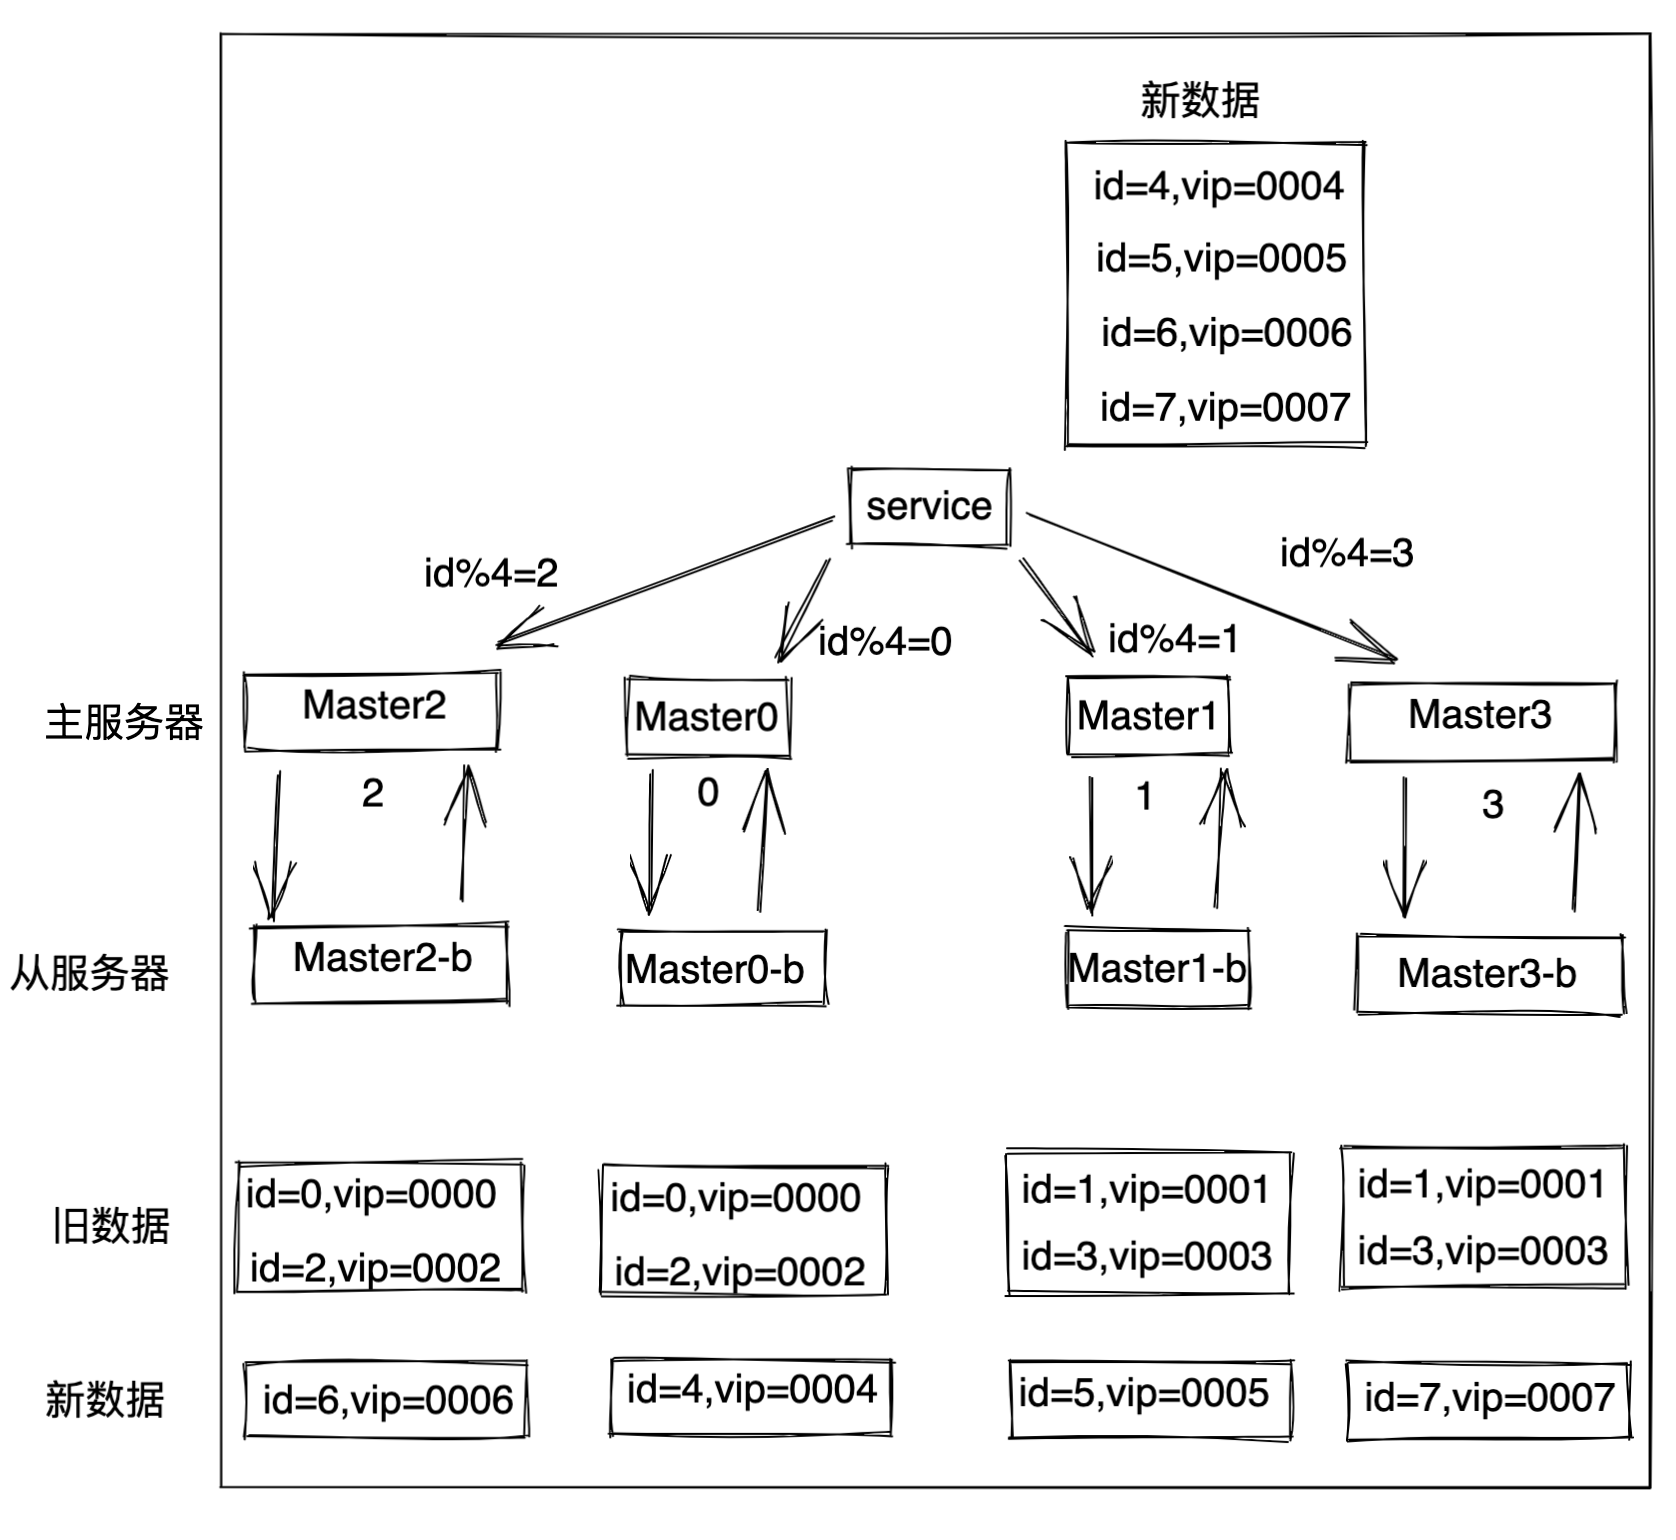 新数据
id=4,vip=0004
id=5,vip=0005
id=6,vip=0006
id=7,vip=0007
service
id%4=2
id%4=0
id%4=1
id%4=3
主服务器
Master2
Master0
Master1
Master3
2
0
1
3
从服务器
Master2-b
Master0-b
Master1-b
Master3-b
旧数据
id=0,vip=0000
id=2,vip=0002
id=0,vip=0000
id=2,vip=0002
id=1,vip=0001
id=3,vip=0003
id=1,vip=0001
id=3,vip=0003
新数据
id=6,vip=0006
id=4,vip=0004
id=5,vip=0005
id=7,vip=0007